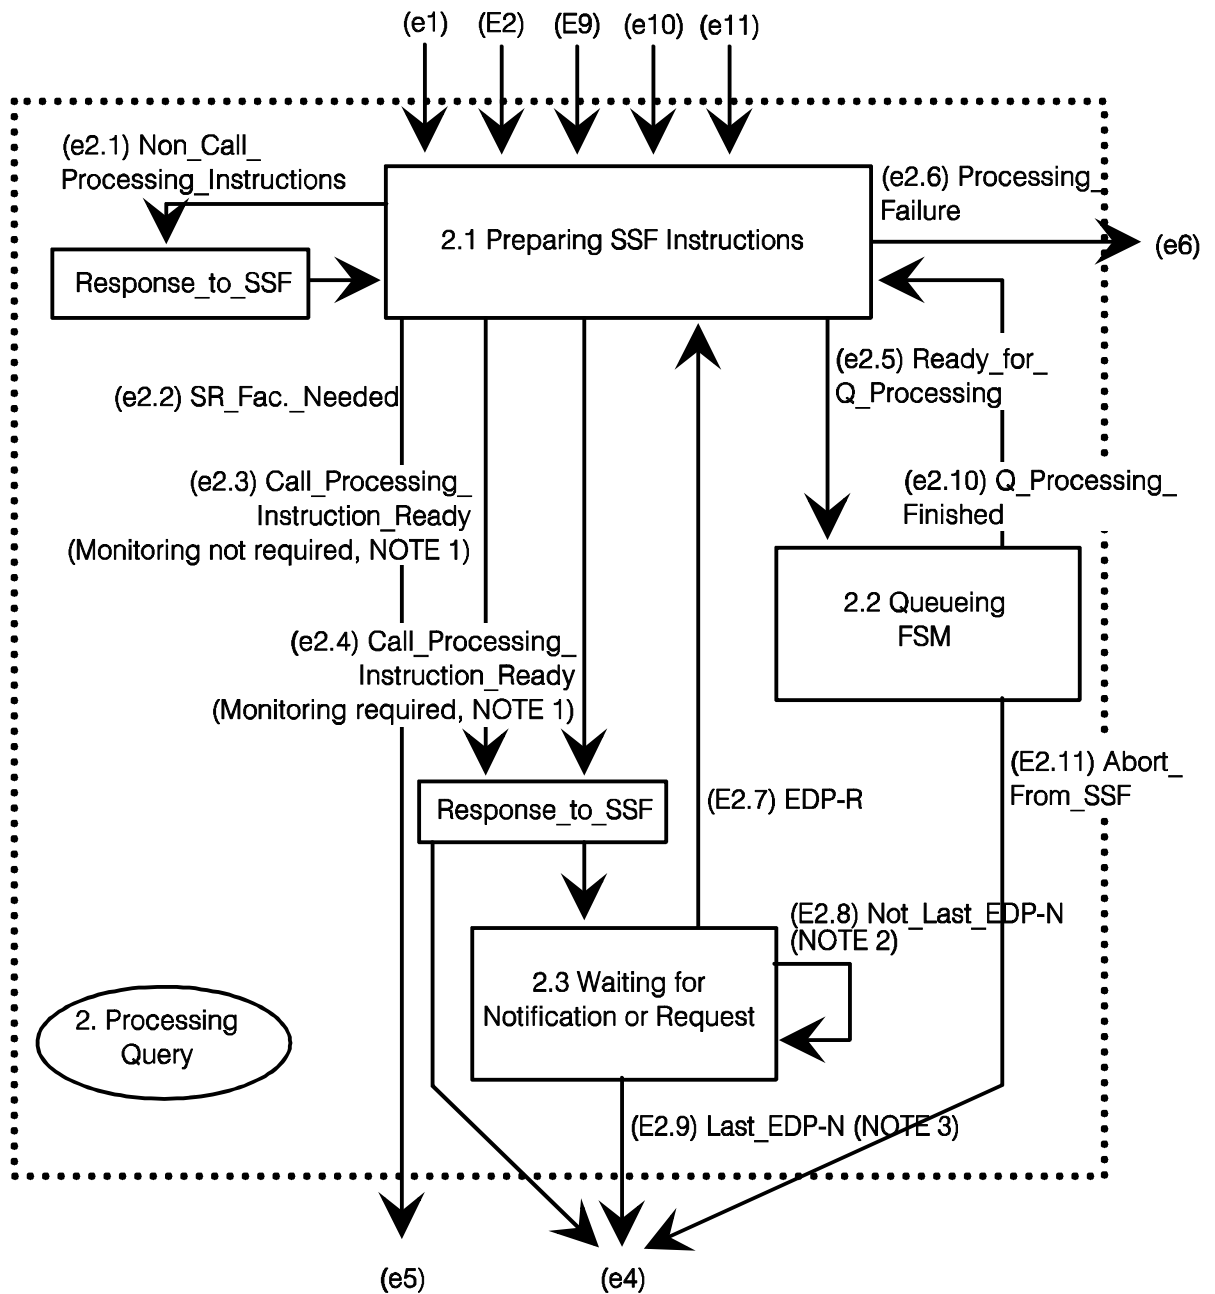 (e1) (E2) (E9) (e10) (e11)
(e2.1) Non_Call_
Processing_Instructions
(e2.6) Processing_
Failure
2.1 Preparing SSF Instructions
(e6)
Response_to_SSF
(e2.5) Ready_for_
Q_Processing
(e2.2) SR_Fac._Needed
(e2.3) Call_Processing_
Instruction_Ready
(Monitoring not required, NOTE 1)
(e2.10) Q_Processing_
Finished
2.2 Queueing
FSM
(e2.4) Call_Processing_
Instruction_Ready
(Monitoring required, NOTE 1)
(E2.11) Abort_
From_SSF
Response_to_SSF
(E2.7) EDP-R
(E2.8) Not_Last_EDP-N
(NOTE 2)
2.3 Waiting for
Notification or Request
2. Processing
Query
(E2.9) Last_EDP-N (NOTE 3)
(e5)
(e4)